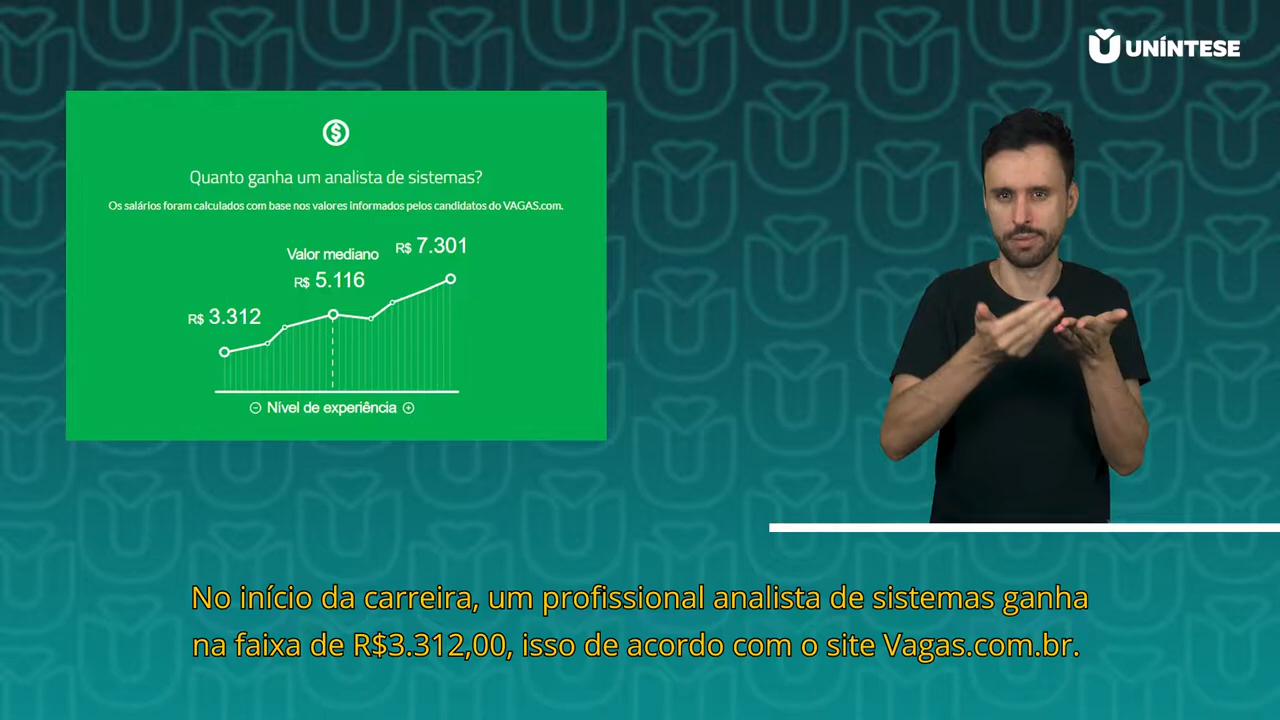 UNÍNTESE
Quanto ganha um analista de sistemas?
Os salários foram calculados com base nos valores informados pelos candidatos do VAGAS.com.
R$ 7.301
Valor mediano
R$ 5.116
R$ 3.312
Nível de experiência
No início da carreira, um profissional analista de sistemas ganha
na faixa de R$3.312,00, isso de acordo com o site Vagas.com.br.